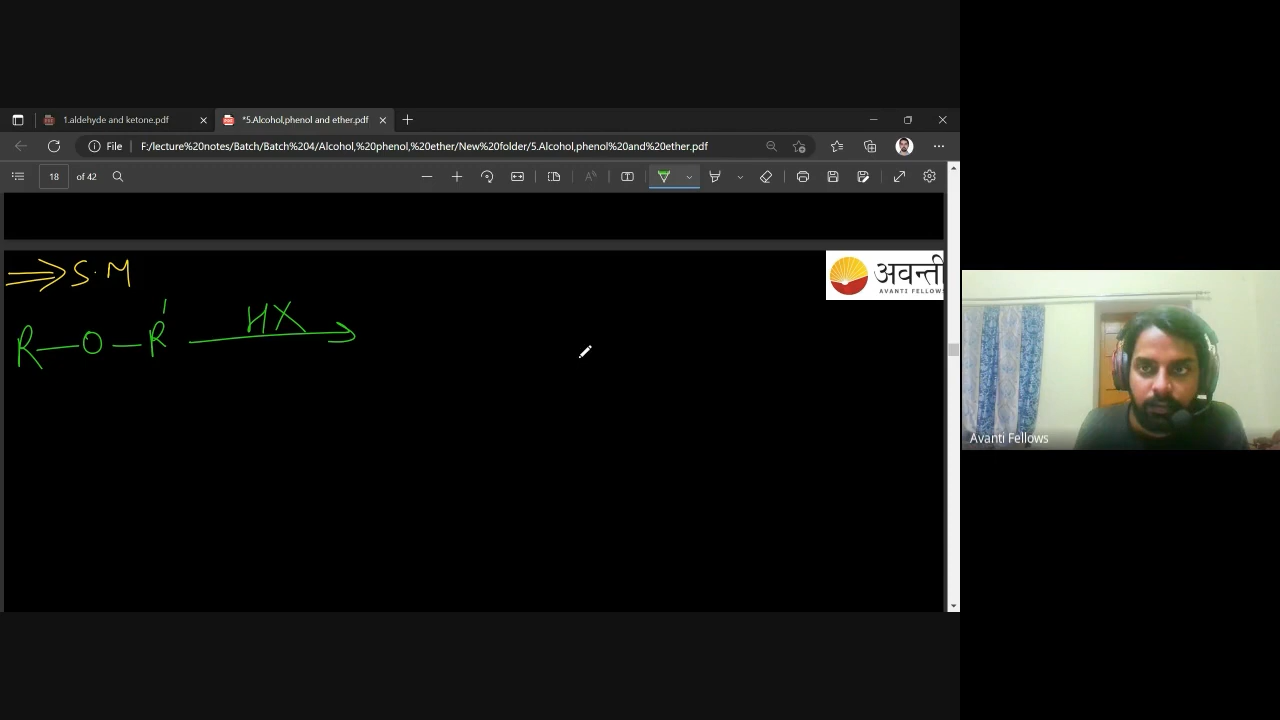 1.aldehyde and ketone.pdf
*5.Alcohol,phenol and ether.pdf
File
F:/lecture%20notes/Batch/Batch%204/Alcohol,%20phenol,%20ether/New%20folder/5.Alcohol,phenol%20and%20ether.pdf
18 of 42
⇒ S.M
अवन्ती
AVANTI FELLOWS
R—O—R' HX→
Avanti Fellows